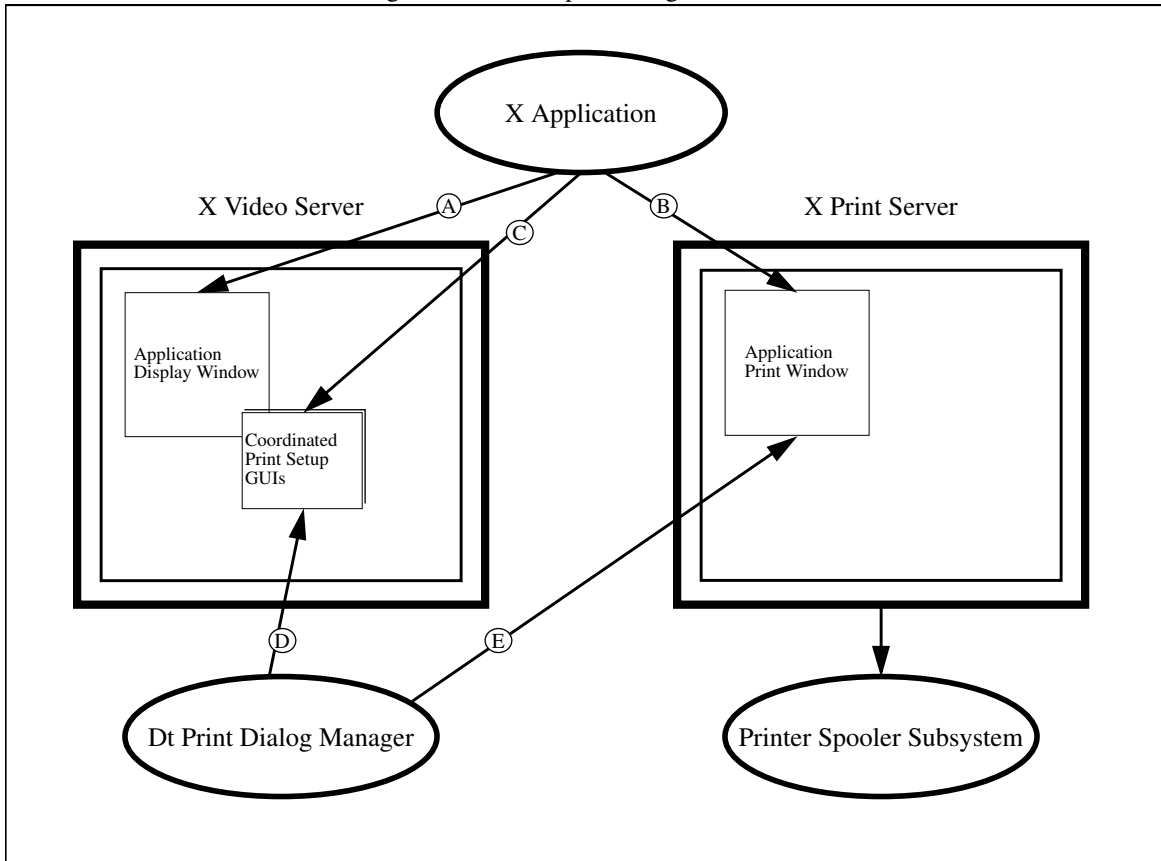 X Application
X Video Server
A
B
X Print Server
C
Application
Display Window
Application
Print Window
Coordinated
Print Setup
GUIs
D
E
Dt Print Dialog Manager
Printer Spooler Subsystem